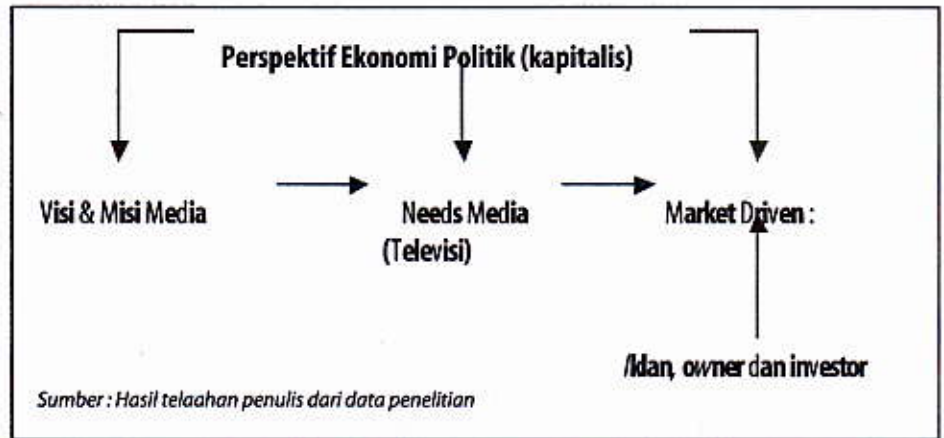 Perspektif Ekonomi Politik (kapitalis)
Visi & Misi Media
Needs Media
(Televisi)
Market Driven :
Iklan, owner dan investor
Sumber : Hasil telaahan penulis dari data penelitian